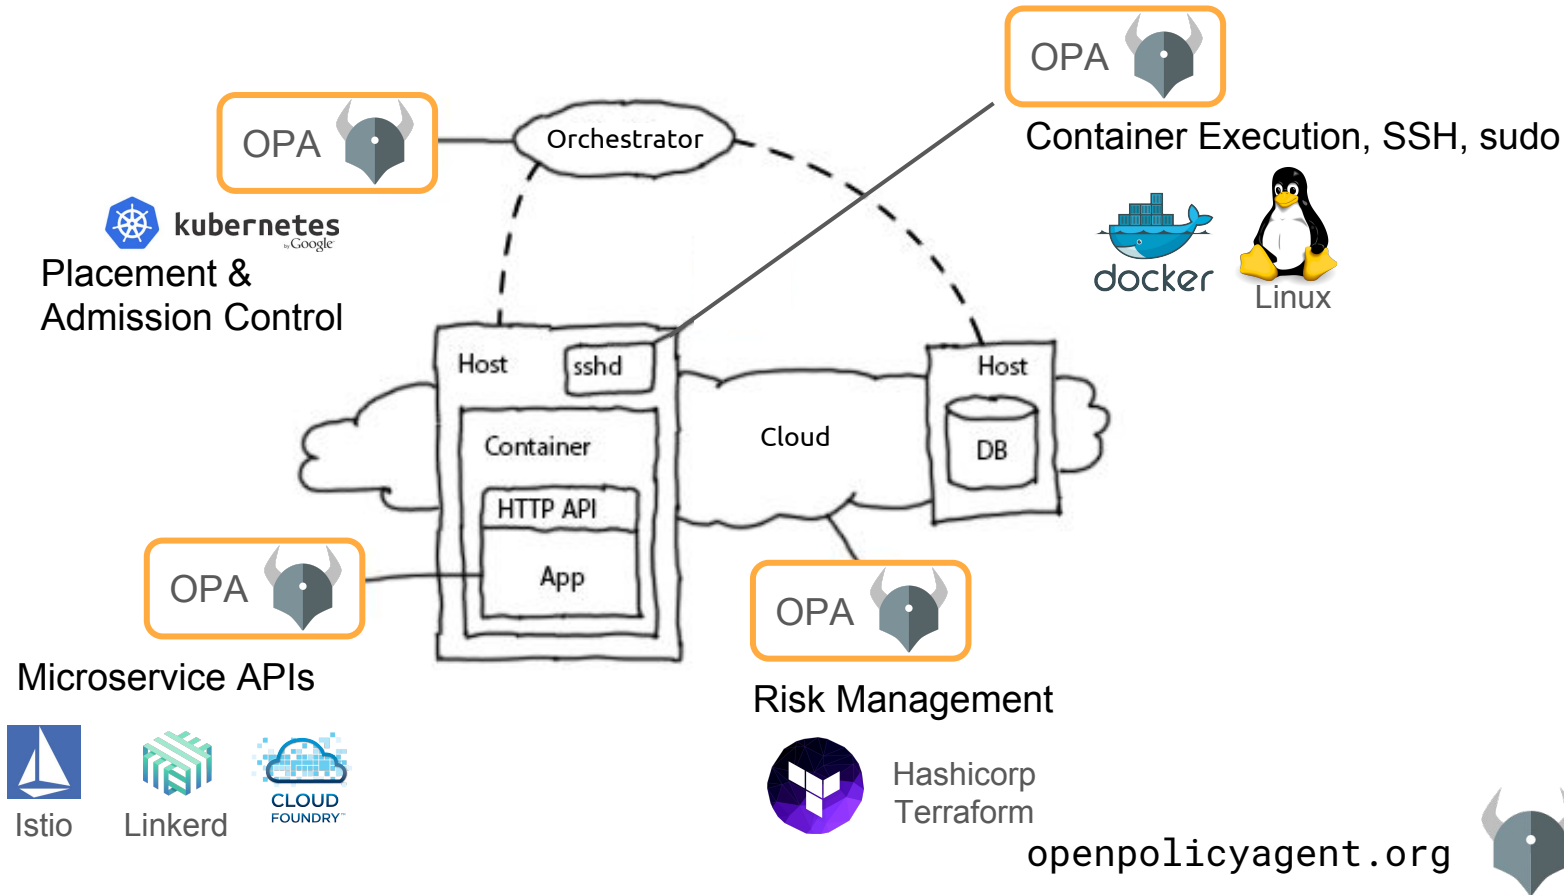 OPA
Container Execution, SSH, sudo
docker
Linux
OPA
Orchestrator
kubernetes
by Google
Placement &
Admission Control
Host
sshd
Container
HTTP API
App
Cloud
Host
DB
OPA
Microservice APIs
Istio
Linkerd
CLOUD
FOUNDRY™
OPA
Risk Management
Hashicorp
Terraform
openpolicyagent.org